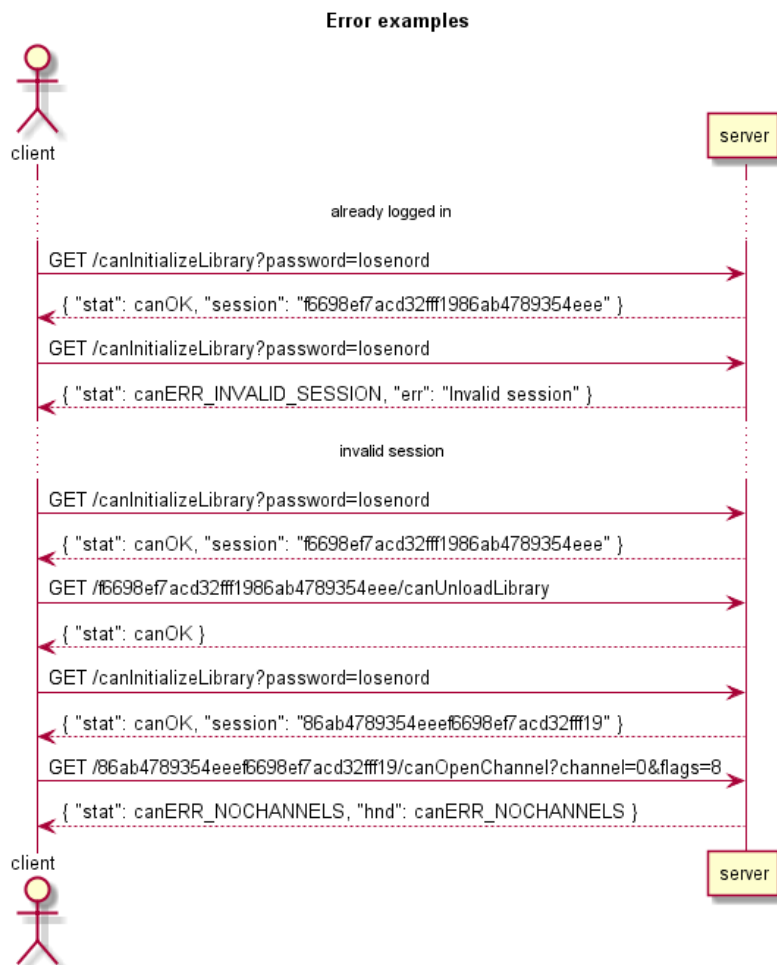 Error examples
client
server
already logged in
GET /canInitializeLibrary?password=losenord
{ "stat": canOK, "session": "f6698ef7acd32fff1986ab4789354eee" }
GET /canInitializeLibrary?password=losenord
{ "stat": canERR_INVALID_SESSION, "err": "Invalid session" }
invalid session
GET /canInitializeLibrary?password=losenord
{ "stat": canOK, "session": "f6698ef7acd32fff1986ab4789354eee" }
GET /f6698ef7acd32fff1986ab4789354eee/canUnloadLibrary
{ "stat": canOK }
GET /canInitializeLibrary?password=losenord
{ "stat": canOK, "session": "86ab4789354eeef6698ef7acd32fff19" }
GET /86ab4789354eeef6698ef7acd32fff19/canOpenChannel?channel=0&flags=8
{ "stat": canERR_NOCHANNELS, "hnd": canERR_NOCHANNELS }
client
server